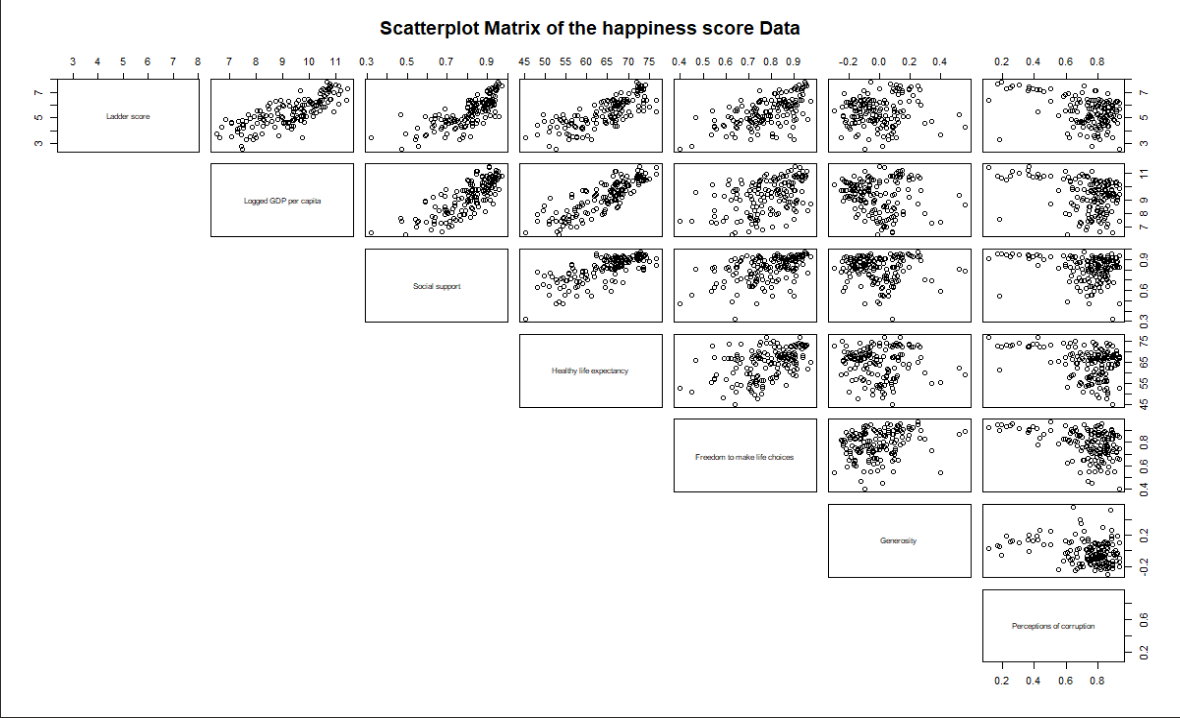 Scatterplot Matrix of the happiness score Data
3 4 5 6 7 8 7 8 9 10 11 0.3 0.5 0.7 0.9 45 50 55 60 65 70 75 0.4 0.5 0.6 0.7 0.8 0.9 -0.2 0.0 0.2 0.4 0.2 0.4 0.6 0.8
3 5 7 Ladder score 3 5 7
Logged GDP per capita 7 8 9 11
Social support 0.3 0.6 0.9
Healthy life expectancy 45 55 65 75
Freedom to make life choices 0.4 0.6 0.8
Generosity -0.2 0.2
Perceptions of corruption 0.2 0.6
0.2 0.4 0.6 0.8